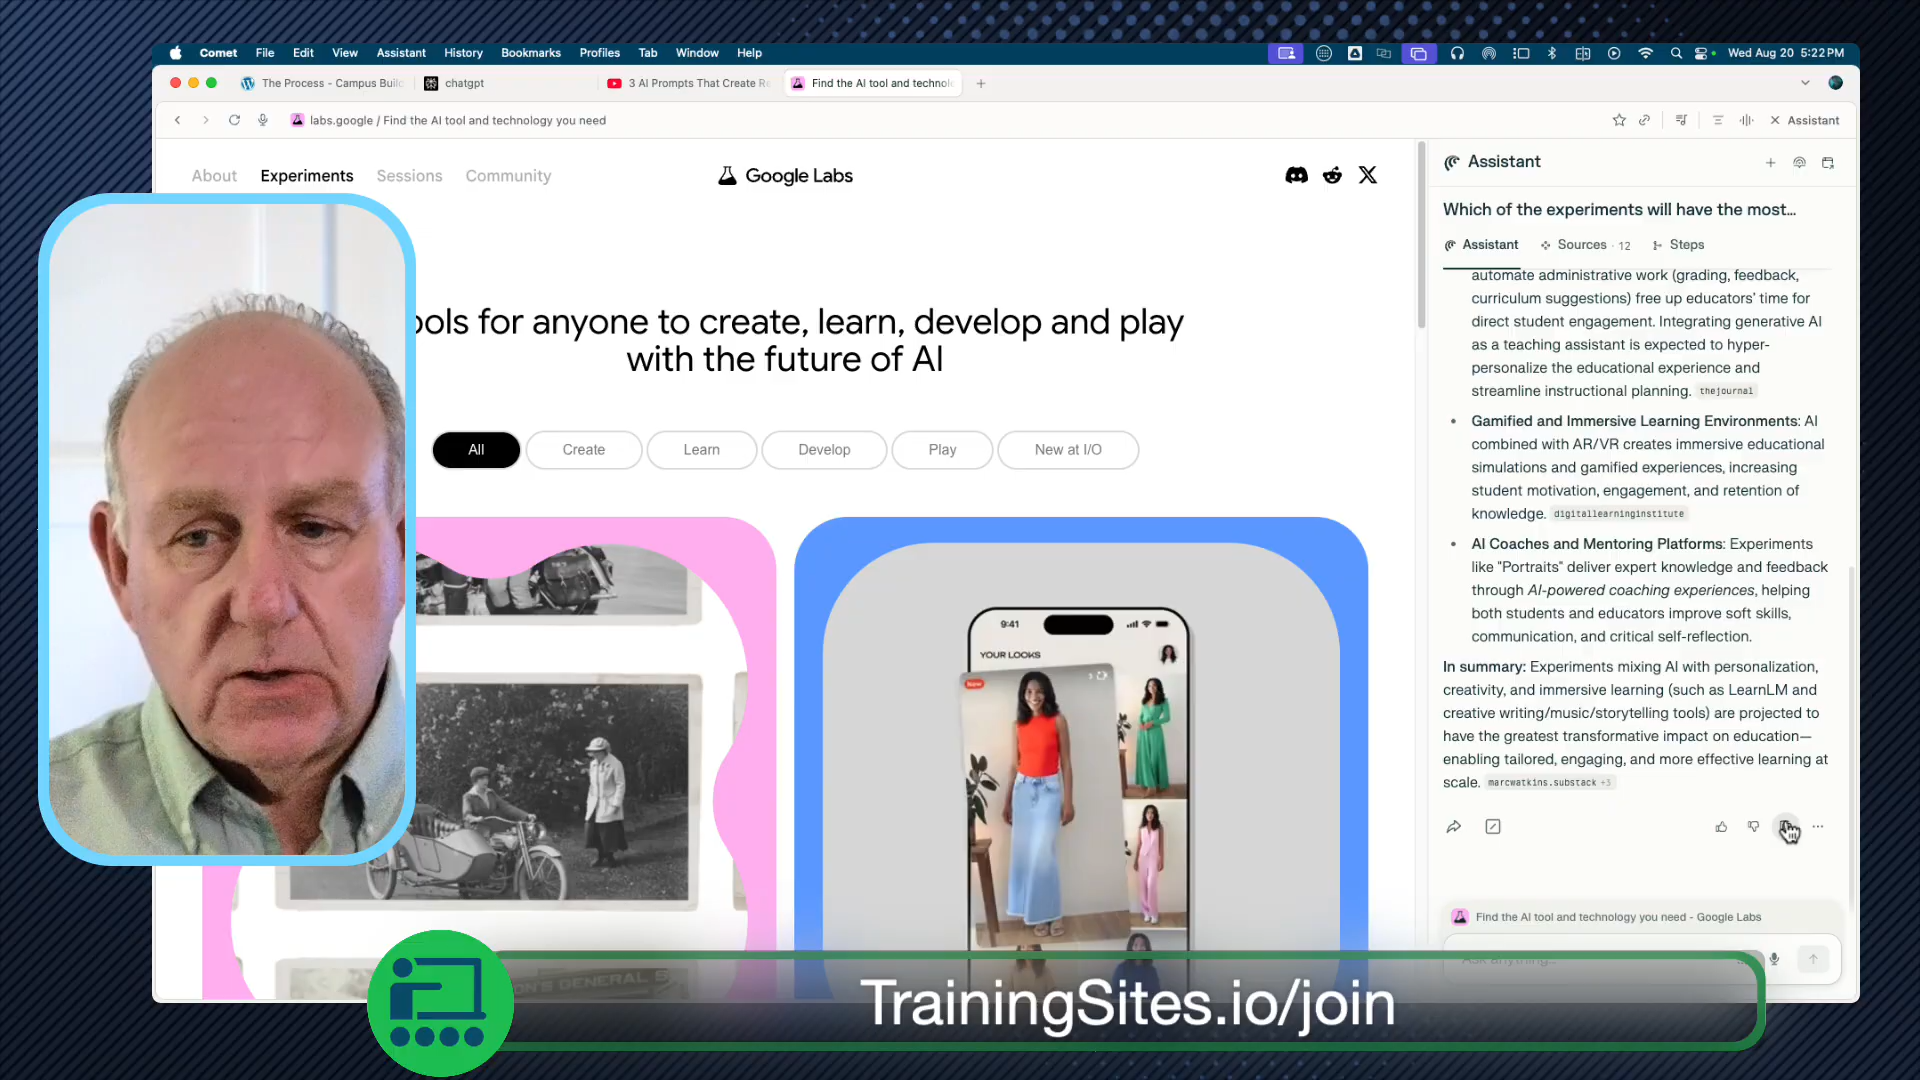 Comet File Edit View Assistant History Bookmarks Profiles Tab Window Help
Wed Aug 20 5:22 PM
The Process - Campus Builc
chatgpt
3 AI Prompts That Create Re
Find the AI tool and technolo
labs.google / Find the AI tool and technology you need
Assistant
About Experiments Sessions Community
Google Labs
ools for anyone to create, learn, develop and play
with the future of AI
All Create Learn Develop Play New at I/O
9:41
YOUR LOOKS
New
Assistant
Which of the experiments will have the most...
Assistant Sources · 12 Steps
automate administrative work (grading, feedback,
curriculum suggestions) free up educators' time for
direct student engagement. Integrating generative AI
as a teaching assistant is expected to hyper-
personalize the educational experience and
streamline instructional planning. thejournal
• Gamified and Immersive Learning Environments: AI
combined with AR/VR creates immersive educational
simulations and gamified experiences, increasing
student motivation, engagement, and retention of
knowledge. digitallearninginstitute
• AI Coaches and Mentoring Platforms: Experiments
like "Portraits" deliver expert knowledge and feedback
through AI-powered coaching experiences, helping
both students and educators improve soft skills,
communication, and critical self-reflection.
In summary: Experiments mixing AI with personalization,
creativity, and immersive learning (such as LearnLM and
creative writing/music/storytelling tools) are projected to
have the greatest transformative impact on education—
enabling tailored, engaging, and more effective learning at
scale. marcwatkins.substack +3
Find the AI tool and technology you need - Google Labs
Ask anything...
ON'S GENERAL S
TrainingSites.io/join